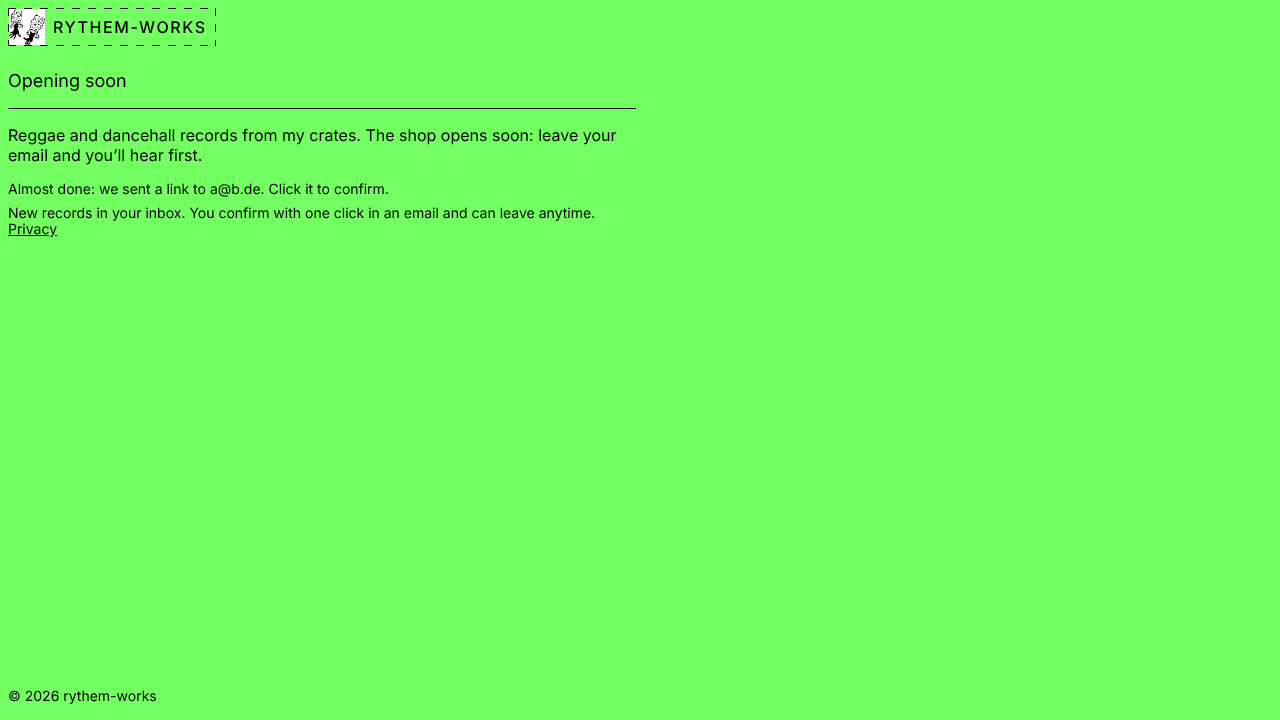 RYTHEM-WORKS
Opening soon
Reggae and dancehall records from my crates. The shop opens soon: leave your
email and you’ll hear first.
Almost done: we sent a link to a@b.de. Click it to confirm.
New records in your inbox. You confirm with one click in an email and can leave anytime.
Privacy
© 2026 rythem-works